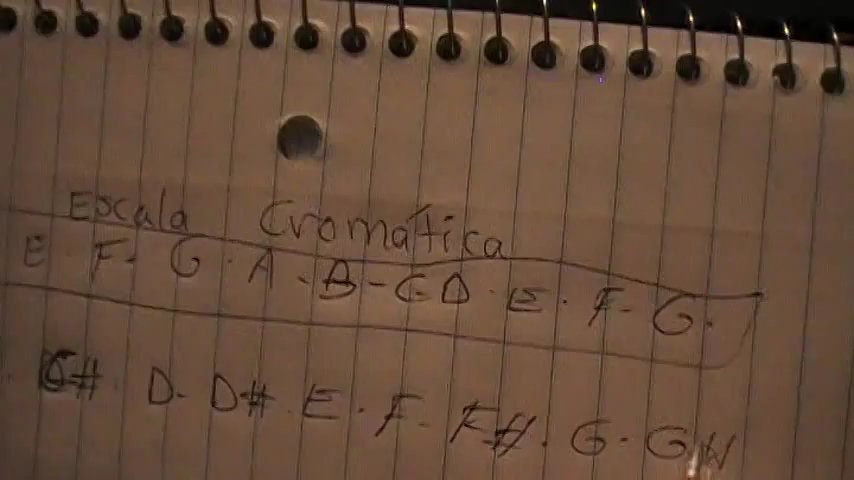 Escala Cromática
E · F - G · A - B - C D · E · F - G ·
C# D - D# · E · F - F# · G · G#